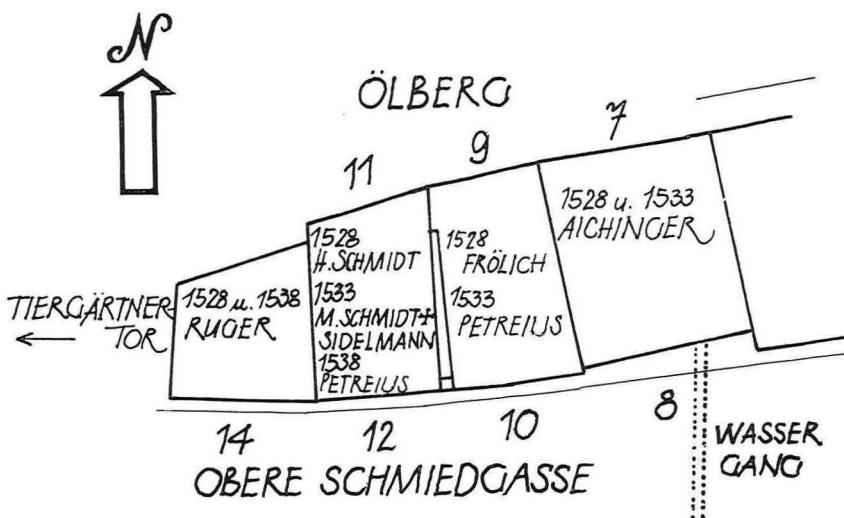 N
ÖLBERG
7
9
11
1528 u. 1533
AICHINGER
1528
H. SCHMIDT
1533
M. SCHMIDT +
SIDELMANN
1538
PETREIUS
1528
FRÖLICH
1533
PETREIUS
1528 u. 1538
RUGER
TIERGÄRTNER
TOR
14
12
10
8
WASSER
GANG
OBERE SCHMIEDGASSE